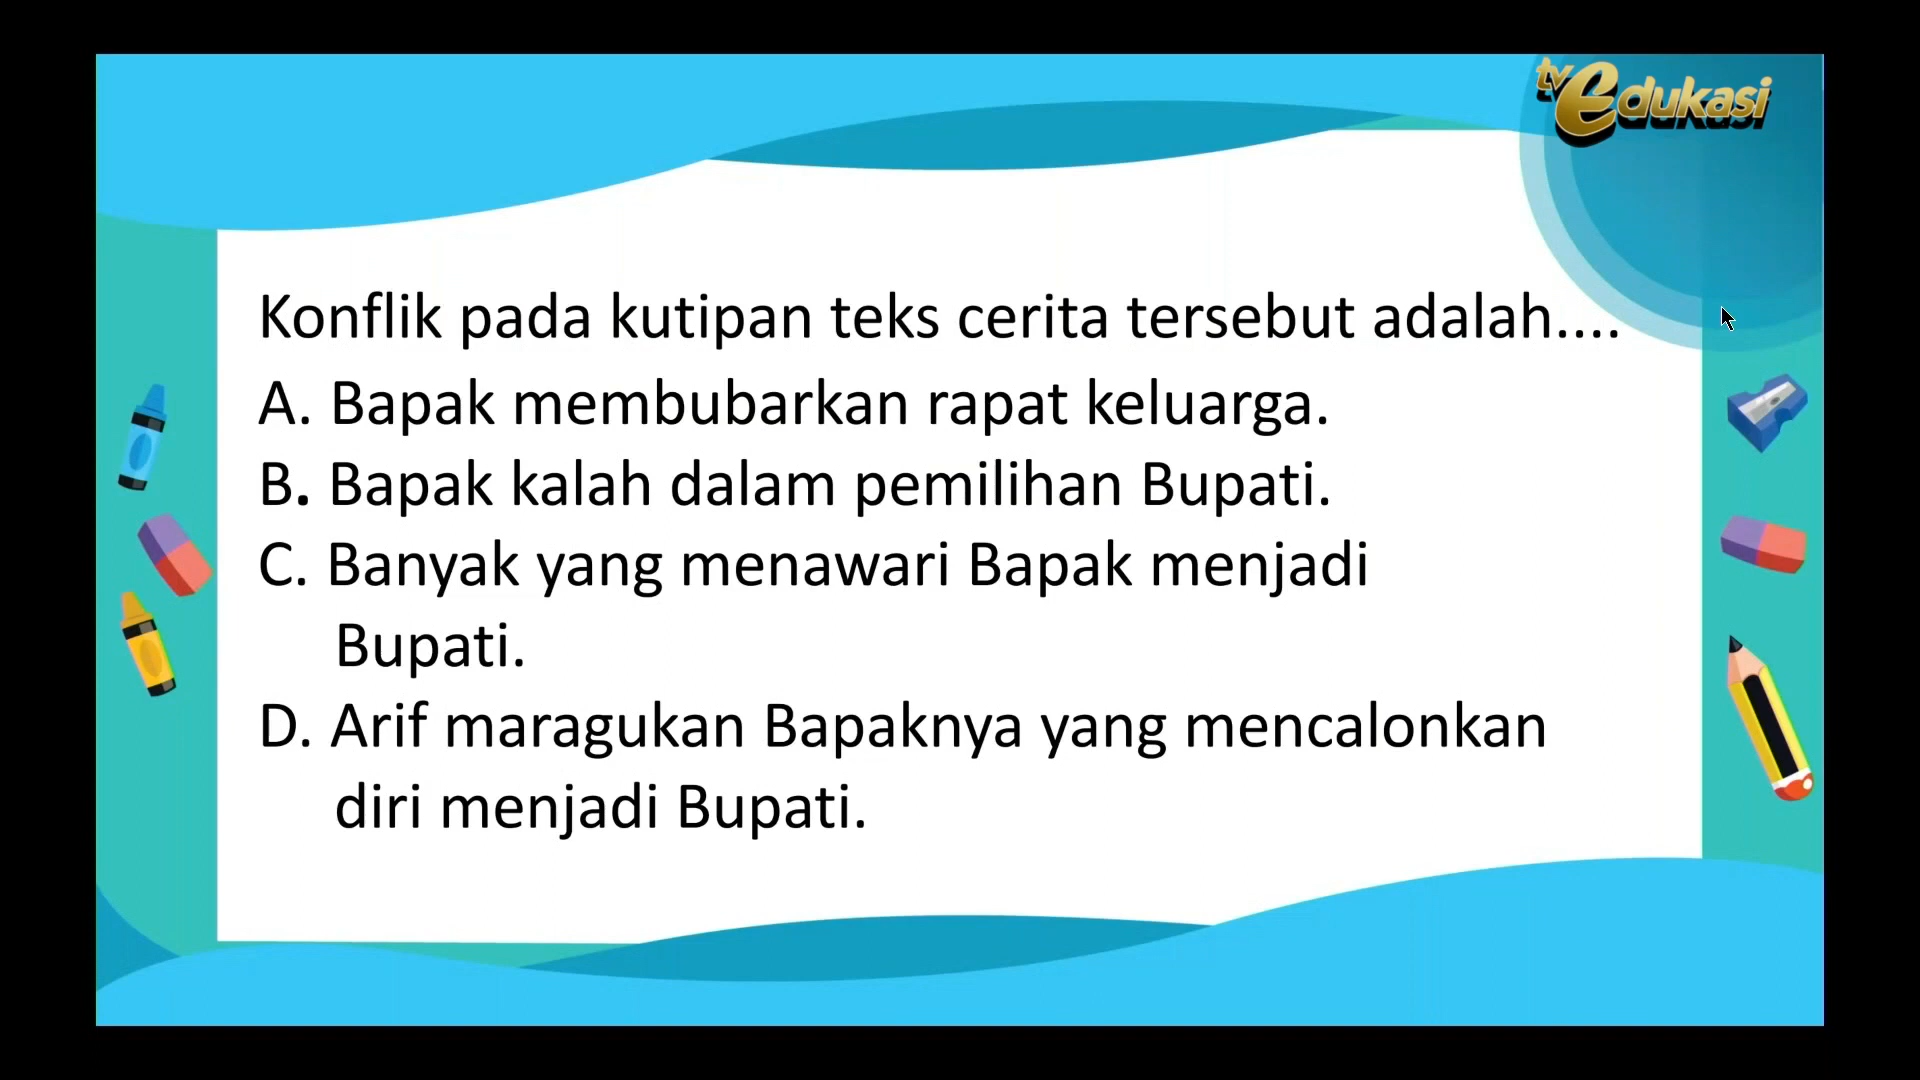 tv edukasi
Konflik pada kutipan teks cerita tersebut adalah....
A. Bapak membubarkan rapat keluarga.
B. Bapak kalah dalam pemilihan Bupati.
C. Banyak yang menawari Bapak menjadi
Bupati.
D. Arif maragukan Bapaknya yang mencalonkan
diri menjadi Bupati.